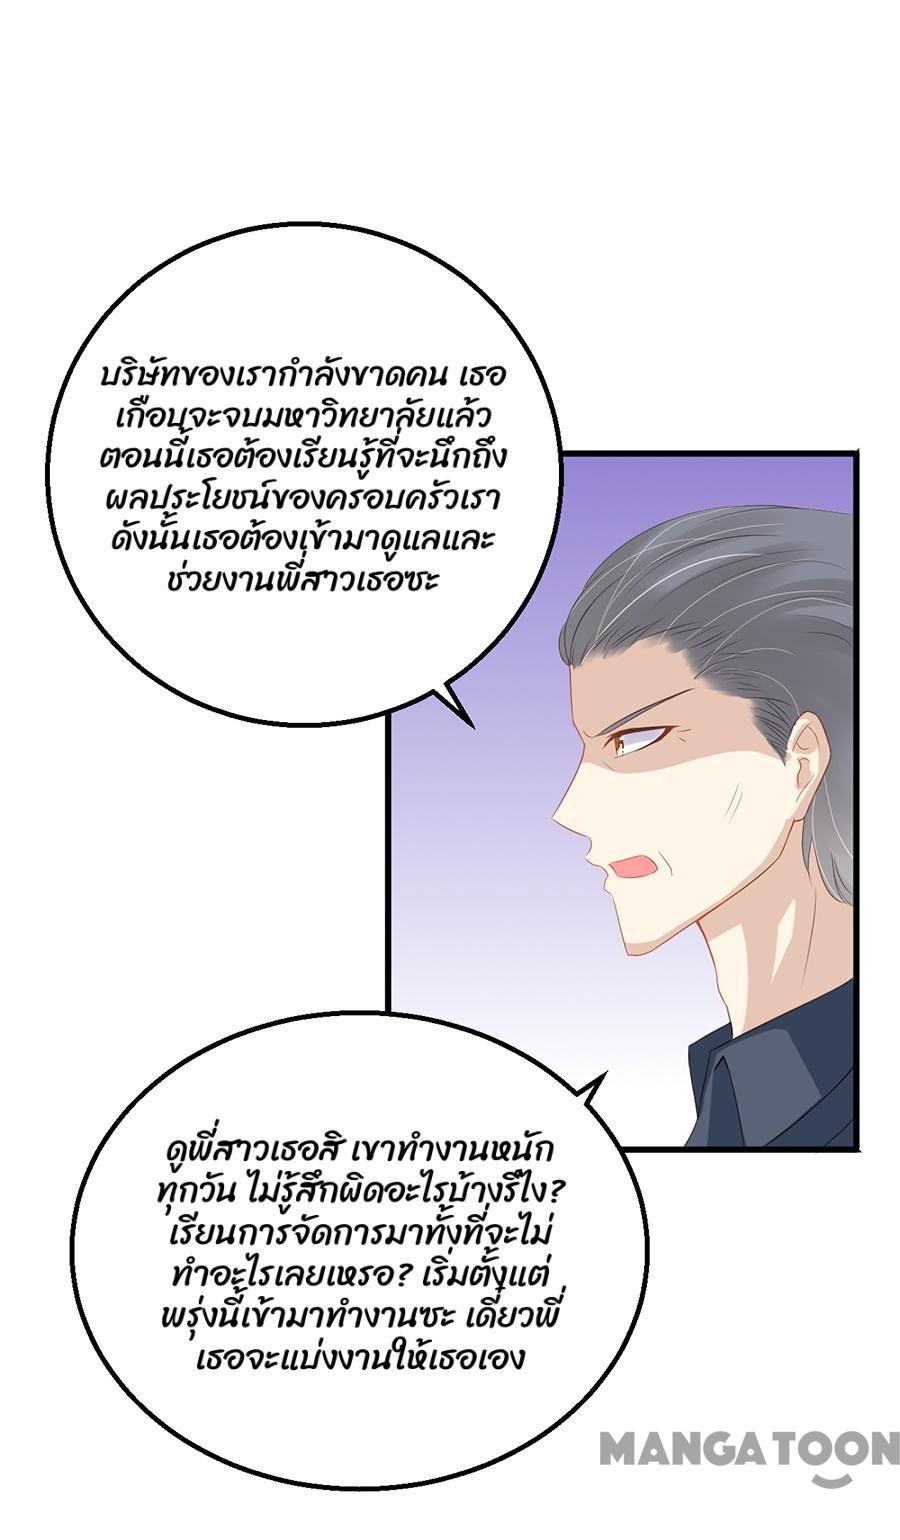 บริษัทของเรากำลังขาดคน เธอ
เกือบจะจบมหาวิทยาลัยแล้ว
ตอนนี้เธอต้องเรียนรู้ที่จะนึกถึง
ผลประโยชน์ของครอบครัวเรา
ดังนั้นเธอต้องเข้ามาดูแลและ
ช่วยงานพี่สาวเธอซะ
ดูพี่สาวเธอสิ เขาทำงานหนัก
ทุกวัน ไม่รู้สึกผิดอะไรบ้างรึไง?
เรียนการจัดการมาทั้งที่จะไม่
ทำอะไรเลยเหรอ? เริ่มตั้งแต่
พรุ่งนี้เข้ามาทำงานซะ เดี๋ยวพี่
เธอจะแบ่งงานให้เธอเอง
MANGATOON